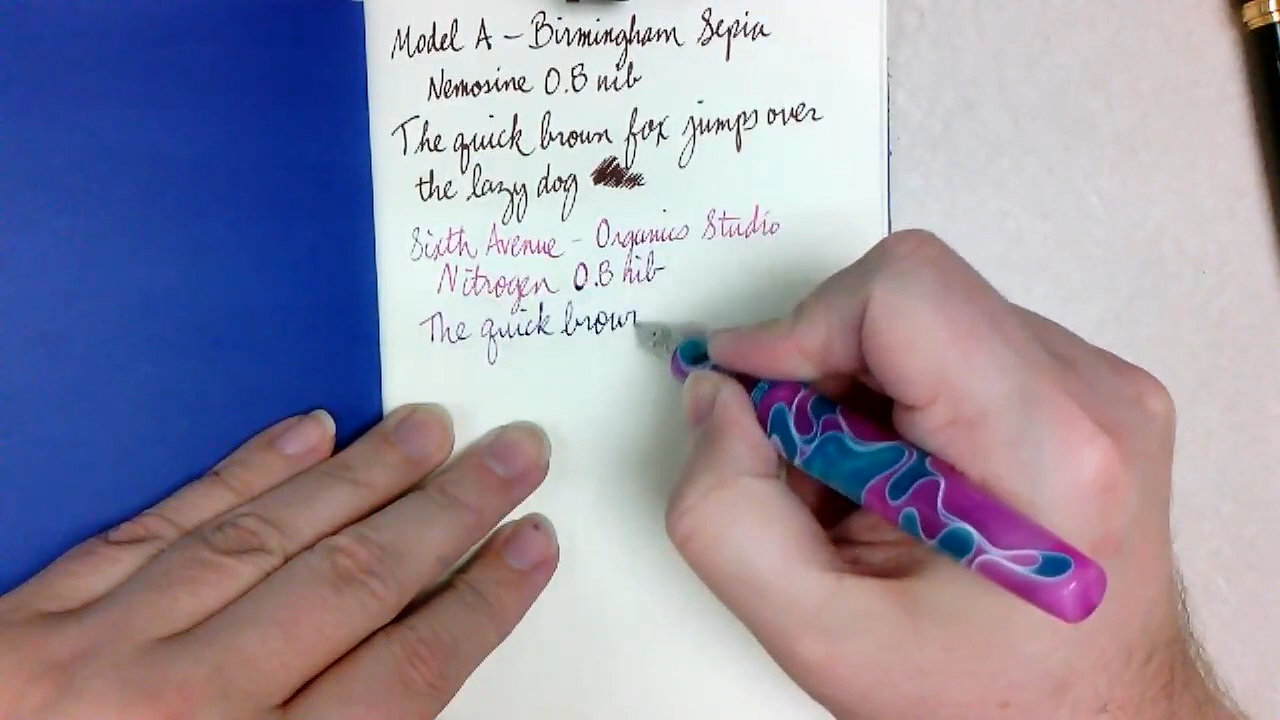 Model A - Birmingham Sepia
Nemosine 0.8 nib
The quick brown fox jumps over
the lazy dog
Sixth Avenue - Organics Studio
Nitrogen 0.8 nib
The quick brown